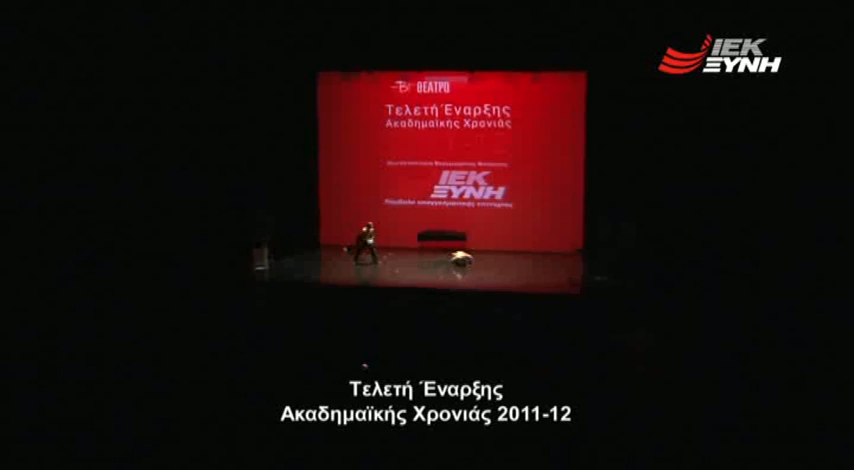 ΙΕΚ
ΞΥΝΗ
ΘΕΑΤΡΟ
Τελετή Έναρξης
Ακαδημαϊκής Χρονιάς
ΙΕΚ
ΞΥΝΗ
Τελετή Έναρξης
Ακαδημαϊκής Χρονιάς 2011-12